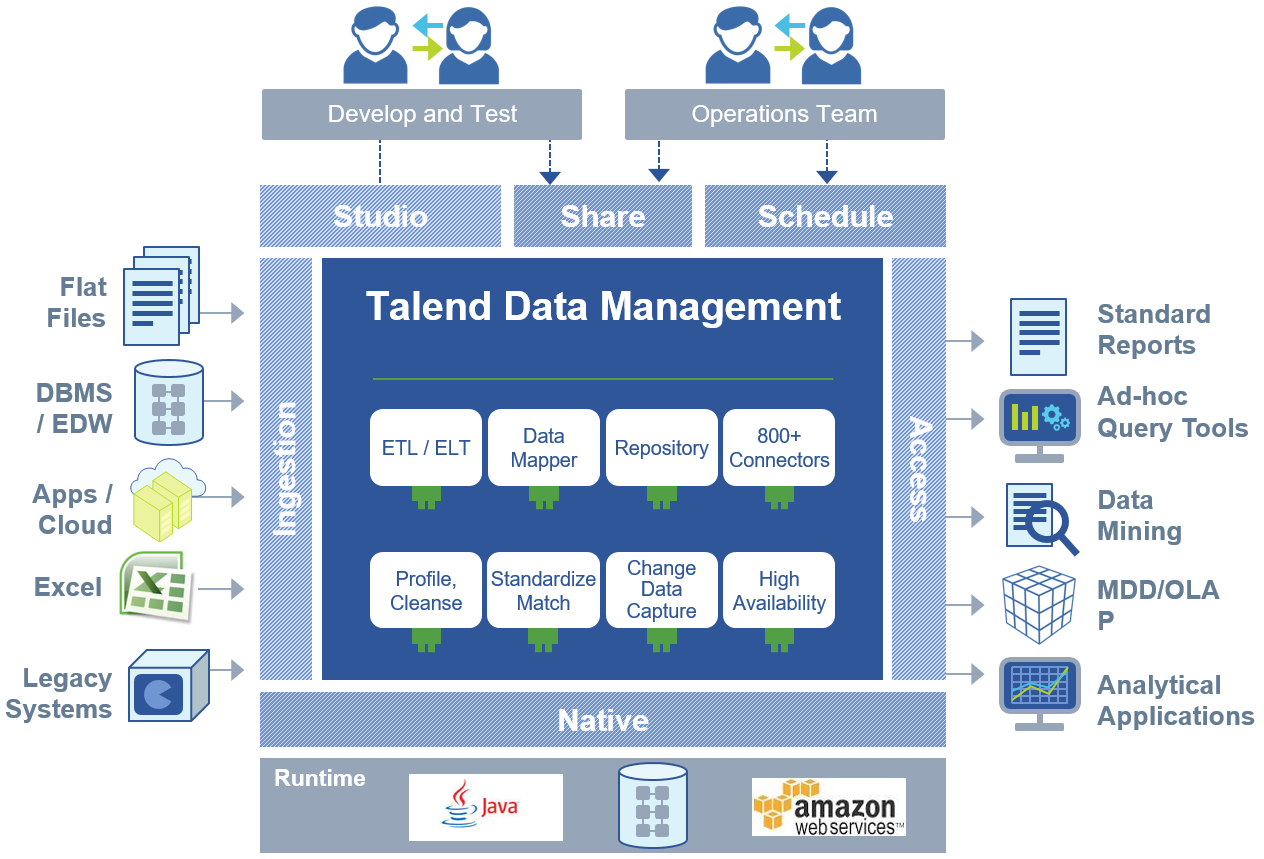 Develop and Test
Operations Team
Studio
Share
Schedule
Flat
Files
DBMS
/ EDW
Apps /
Cloud
Excel
Legacy
Systems
Ingestion
Talend Data Management
ETL / ELT
Data
Mapper
Repository
800+
Connectors
Profile,
Cleanse
Standardize
Match
Change
Data
Capture
High
Availability
Access
Standard
Reports
Ad-hoc
Query Tools
Data
Mining
MDD/OLA
P
Analytical
Applications
Native
Runtime
Java
amazon
webservices™